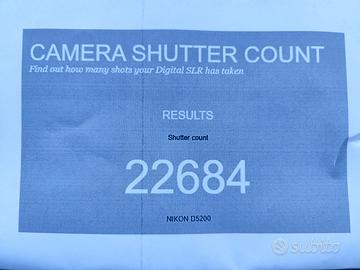 CAMERA SHUTTER COUNT
Find out how many shots your Digital SLR has taken
RESULTS
Shutter count
22684
NIKON D5200
subito